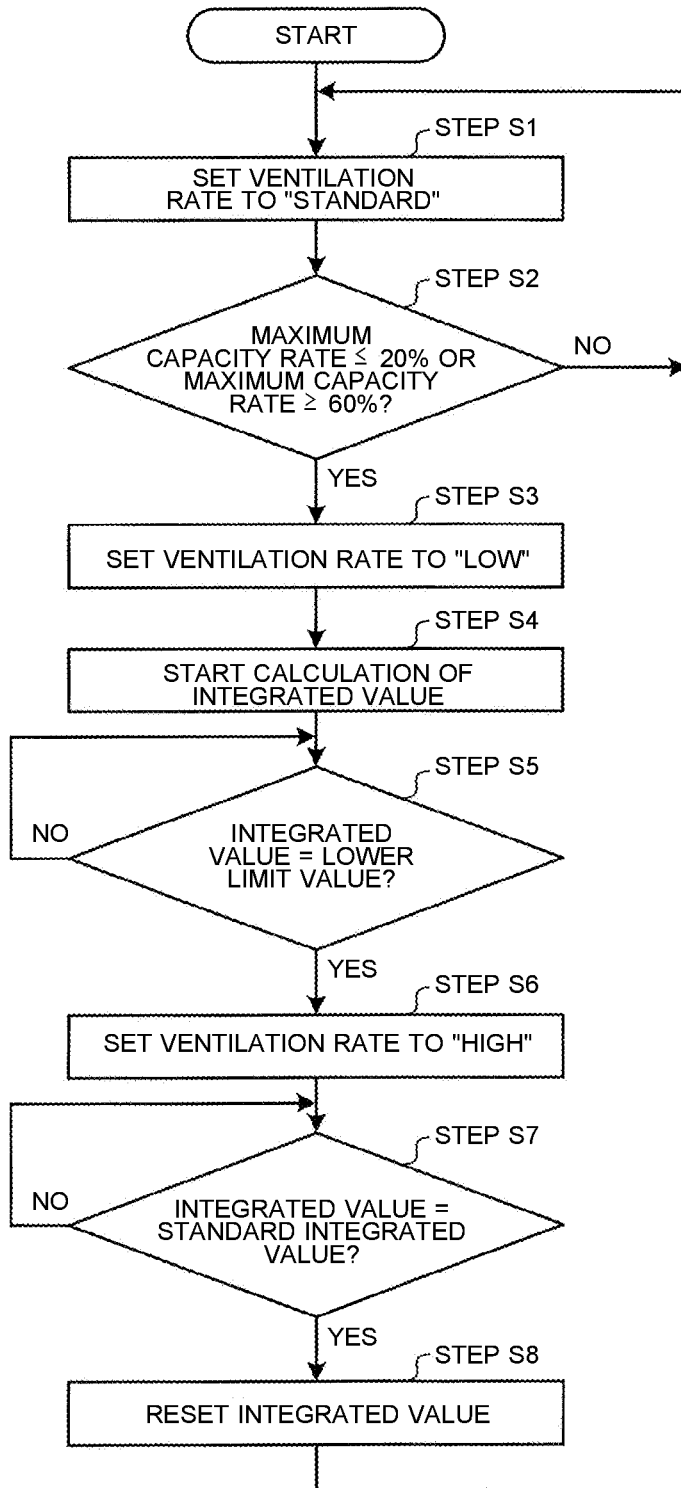 START
STEP S1
SET VENTILATION
RATE TO "STANDARD"
STEP S2
MAXIMUM
CAPACITY RATE ≤ 20% OR
MAXIMUM CAPACITY
RATE ≥ 60%?
NO
YES
STEP S3
SET VENTILATION RATE TO "LOW"
STEP S4
START CALCULATION OF
INTEGRATED VALUE
STEP S5
INTEGRATED
VALUE = LOWER
LIMIT VALUE?
NO
YES
STEP S6
SET VENTILATION RATE TO "HIGH"
STEP S7
INTEGRATED VALUE =
STANDARD INTEGRATED
VALUE?
NO
YES
STEP S8
RESET INTEGRATED VALUE